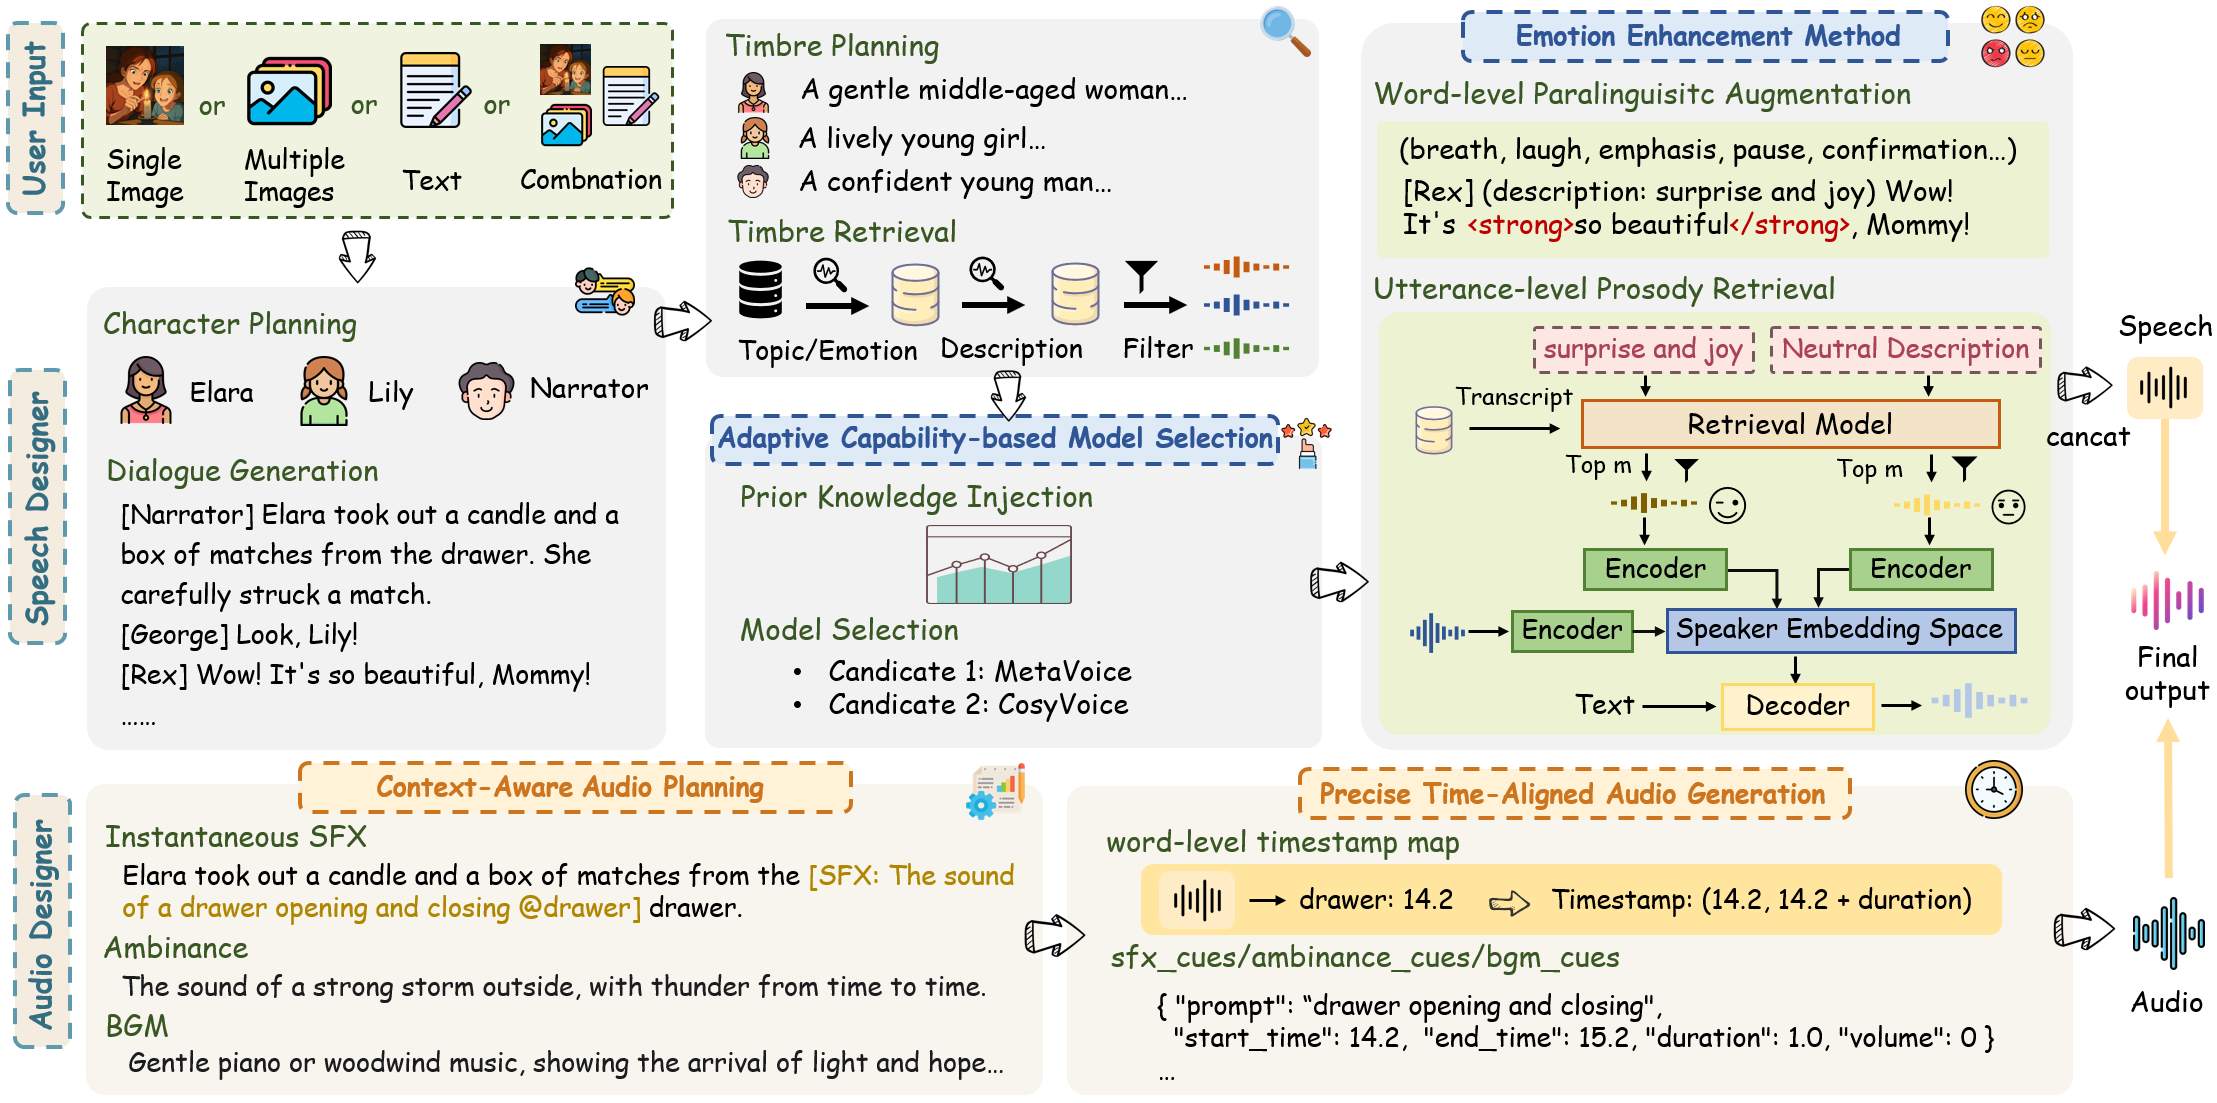 User Input
Single
Image
or
Multiple
Images
or
Text
or
Combnation
Speech Designer
Character Planning
Elara
Lily
Narrator
Dialogue Generation
[Narrator] Elara took out a candle and a
box of matches from the drawer. She
carefully struck a match.
[George] Look, Lily!
[Rex] Wow! It's so beautiful, Mommy!
……
Timbre Planning
A gentle middle-aged woman…
A lively young girl…
A confident young man…
Timbre Retrieval
Topic/Emotion
Description
Filter
Adaptive Capability-based Model Selection
Prior Knowledge Injection
Model Selection
• Candicate 1: MetaVoice
• Candicate 2: CosyVoice
Emotion Enhancement Method
Word-level Paralinguisitc Augmentation
(breath, laugh, emphasis, pause, confirmation…)
[Rex] (description: surprise and joy) Wow!
It's <strong>so beautiful</strong>, Mommy!
Utterance-level Prosody Retrieval
surprise and joy
Neutral Description
Transcript
Retrieval Model
Top m
Top m
Encoder
Encoder
Encoder
Speaker Embedding Space
Text
Decoder
Speech
cancat
Final
output
Audio
Audio Designer
Context-Aware Audio Planning
Instantaneous SFX
Elara took out a candle and a box of matches from the [SFX: The sound
of a drawer opening and closing @drawer] drawer.
Ambinance
The sound of a strong storm outside, with thunder from time to time.
BGM
Gentle piano or woodwind music, showing the arrival of light and hope…
Precise Time-Aligned Audio Generation
word-level timestamp map
drawer: 14.2
Timestamp: (14.2, 14.2 + duration)
sfx_cues/ambinance_cues/bgm_cues
{ "prompt": “drawer opening and closing",
"start_time": 14.2, "end_time": 15.2, "duration": 1.0, "volume": 0 }
…